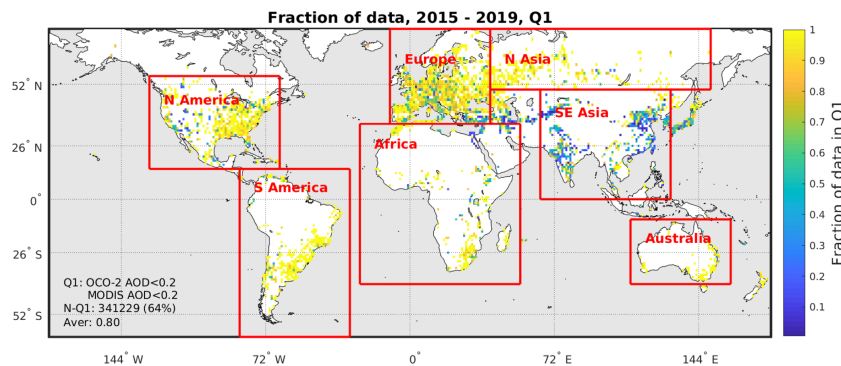 Fraction of data, 2015 - 2019, Q1
Europe
N Asia
N America
SE Asia
Africa
S America
Australia
Q1: OCO-2 AOD<0.2
MODIS AOD<0.2
N-Q1: 341229 (64%)
Aver: 0.80
52° N
26° N
0°
26° S
52° S
144° W
72° W
0°
72° E
144° E
1
0.9
0.8
0.7
0.6
0.5
0.4
0.3
0.2
0.1
Fraction of data in Q1